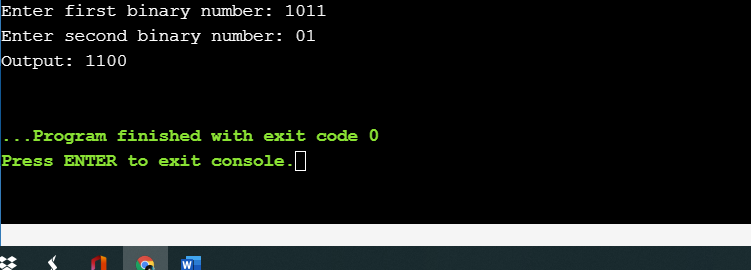 Enter first binary number: 1011
Enter second binary number: 01
Output: 1100
...Program finished with exit code 0
Press ENTER to exit console.
W